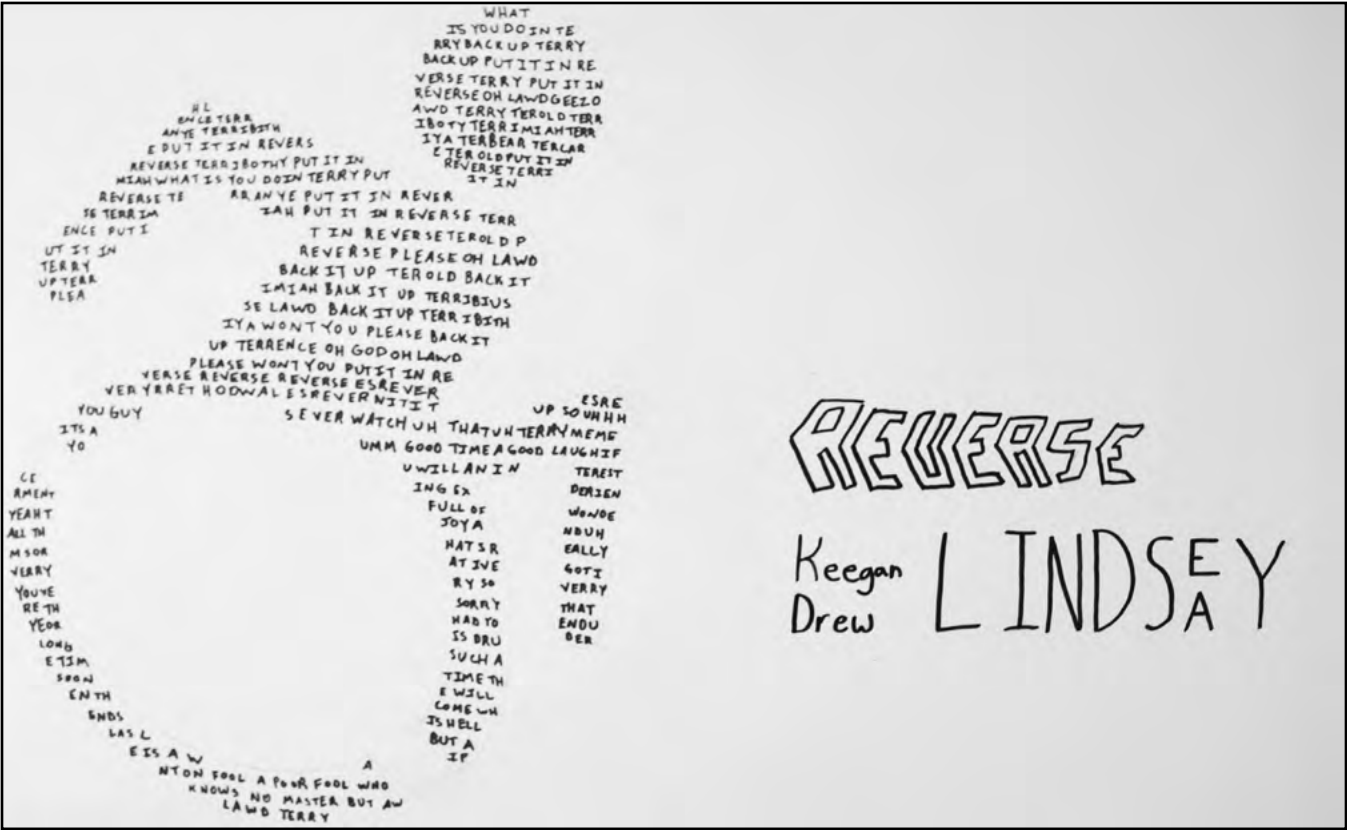 WHAT
IS YOU DOIN TE
RRY BACK UP TERRY
BACK UP PUT IT IN RE
VERSE TERRY PUT IT IN
REVERSE OH LAWD GEEZ O
AWD TERRY TEROLD TERR
IBOTY TERRIMIAH TERR
IYA TERBEAR TERCAR
E TEROLD PUT IT IN
REVERSE TERRI
IT IN
HL
ENCE TERR
ANYE TERRIBITH
E PUT IT IN REVERS
REVERSE TERRIBOTHY PUT IT IN
MIAH WHAT IS YOU DOIN TERRY PUT
REVERSE TE RRANYE PUT IT IN REVER
SE TERRIM IAH PUT IT IN REVERSE TERR
ENCE PUT I T IN REVERSE TEROLD P
UT IT IN REVERSE PLEASE OH LAWD
TERRY BACK IT UP TEROLD BACK IT
UP TERR IMIAH BACK IT UP TERRIBIUS
PLEA SE LAWD BACK IT UP TERRIBITH
IYA WONT YOU PLEASE BACK IT
UP TERRENCE OH GOD OH LAWD
PLEASE WONT YOU PUT IT IN RE
VERSE REVERSE REVERSE ESREVER
VER YRRET HO DWAL ESREVER NI TI T
ESRE
YOU GUY S EVER WATCH UH THAT UH TERRY MEME
UP SO UHHH
ITS A UMM GOOD TIME A GOOD LAUGH IF
YO U WILL AN IN TEREST
CE ING EX PERIEN
RMENT FULL OF WONDE
YEAH T JOY A NDUH
ALL TH HATS R EALLY
M SOR AT IVE GOT I
VERRY RY SO VERRY
YOUVE SORRY THAT
RE TH HAD TO ENDU
YEOR IS DRU DER
LONG SUCH A
E TIM TIME TH
SOON E WILL
EN TH COME WH
ENDS IS HELL
LAS L BUT A
E IS A W A IF
NTON FOOL A POOR FOOL WHO
KNOWS NO MASTER BUT AW
LAWD TERRY
REVERSE
Keegan
Drew
LINDSEY
A